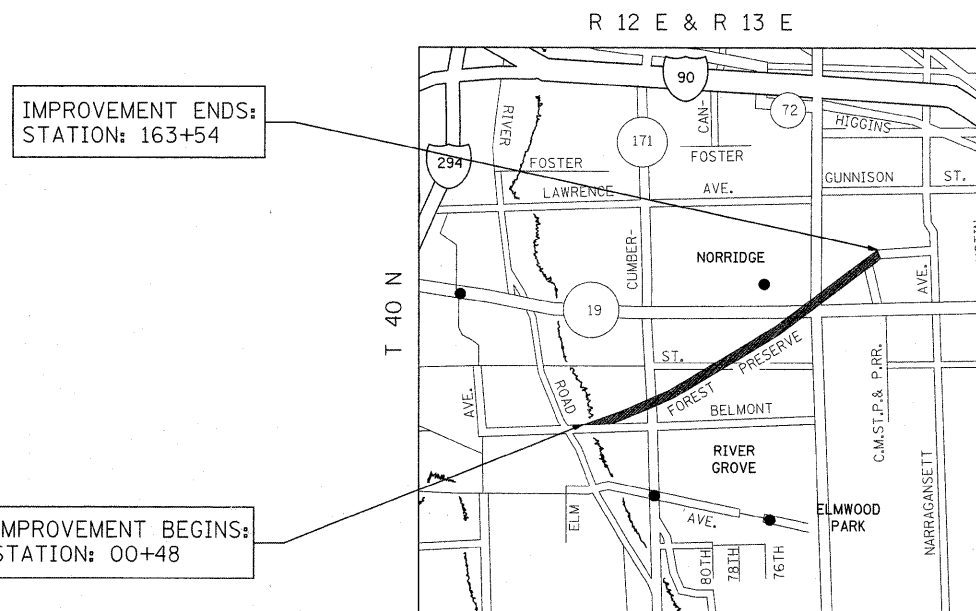 R 12 E & R 13 E
IMPROVEMENT ENDS:
STATION: 163+54
T 40 N
90
72
HIGGINS
RIVER
171
CAN-
FOSTER
294
FOSTER
LAWRENCE
AVE.
GUNNISON
ST.
CUMBER-
NORRIDGE
AVE.
19
ST.
FOREST
PRESERVE
C.M.ST.P.& P.RR.
AVE.
ROAD
BELMONT
RIVER
GROVE
NARRAGANSETT
ELM
AVE.
ELMWOOD
PARK
80TH
78TH
76TH
IMPROVEMENT BEGINS:
STATION: 00+48